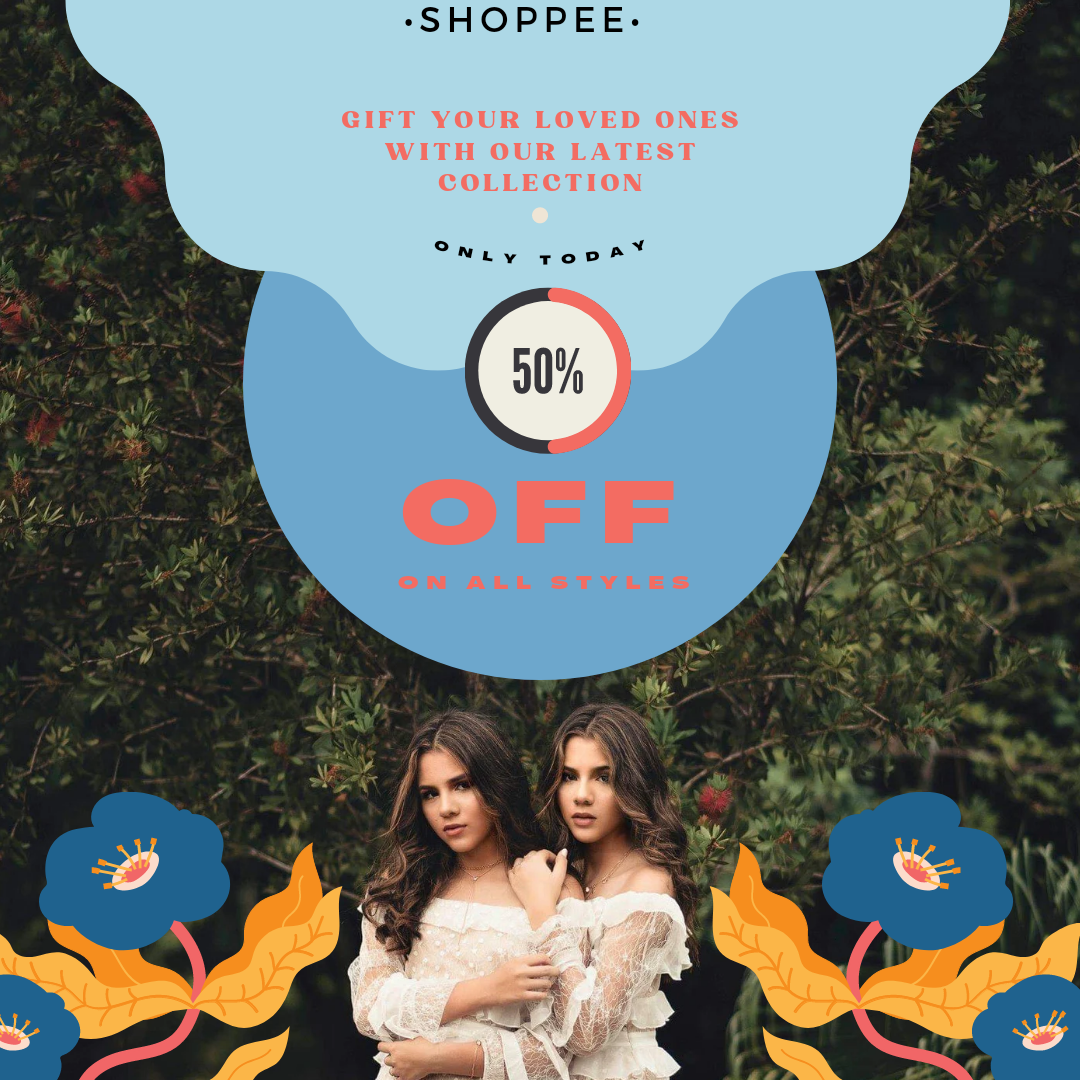 ·SHOPPEE·
GIFT YOUR LOVED ONES
WITH OUR LATEST
COLLECTION
ONLY TODAY
50%
OFF
ON ALL STYLES